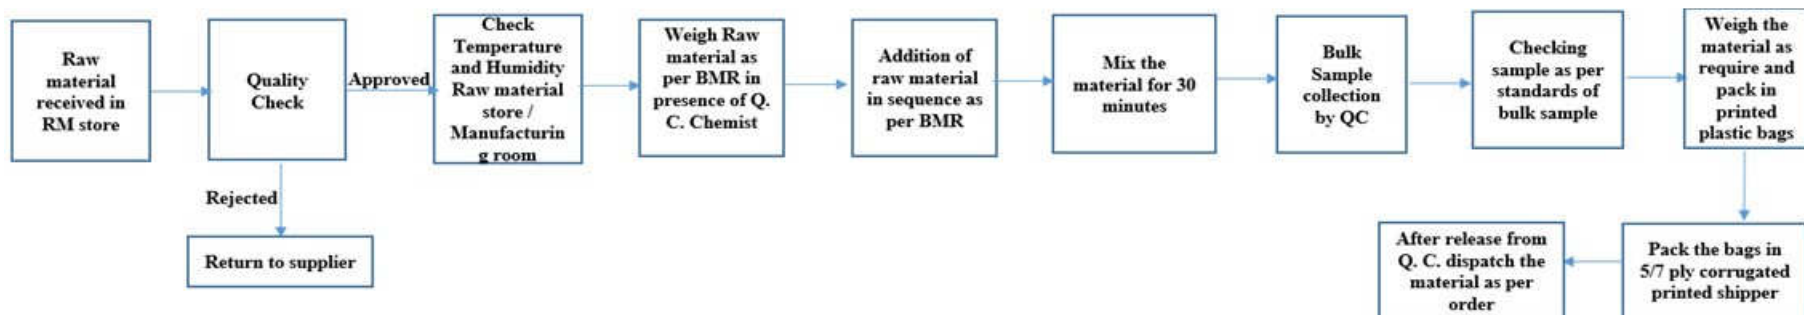 Raw
material
received in
RM store
Quality
Check
Approved
Rejected
Return to supplier
Check
Temperature
and Humidity
Raw material
store /
Manufacturin
g room
Weigh Raw
material as
per BMR in
presence of Q.
C. Chemist
Addition of
raw material
in sequence as
per BMR
Mix the
material for 30
minutes
Bulk
Sample
collection
by QC
Checking
sample as per
standards of
bulk sample
Weigh the
material as
require and
pack in
printed
plastic bags
Pack the bags in
5/7 ply corrugated
printed shipper
After release from
Q. C. dispatch the
material as per
order